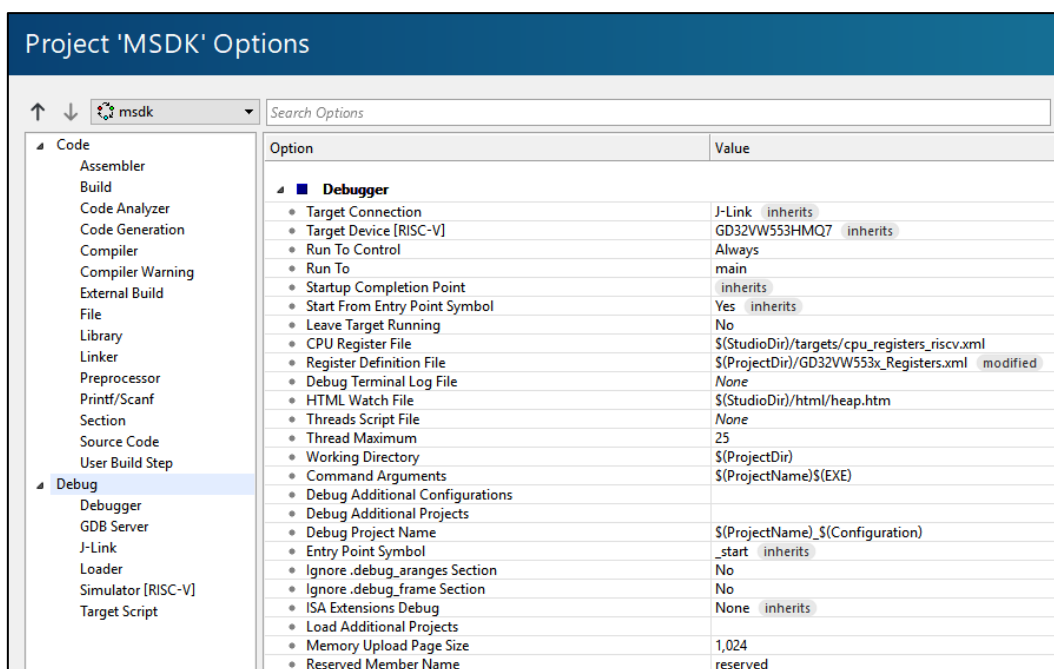 Project 'MSDK' Options
msdk
Search Options
Code
Assembler
Build
Code Analyzer
Code Generation
Compiler
Compiler Warning
External Build
File
Library
Linker
Preprocessor
Printf/Scanf
Section
Source Code
User Build Step
Debug
Debugger
GDB Server
J-Link
Loader
Simulator [RISC-V]
Target Script
Option Value
Debugger
Target Connection J-Link inherits
Target Device [RISC-V] GD32VW553HMQ7 inherits
Run To Control Always
Run To main
Startup Completion Point inherits
Start From Entry Point Symbol Yes inherits
Leave Target Running No
CPU Register File $(StudioDir)/targets/cpu_registers_riscv.xml
Register Definition File $(ProjectDir)/GD32VW553x_Registers.xml modified
Debug Terminal Log File None
HTML Watch File $(StudioDir)/html/heap.htm
Threads Script File None
Thread Maximum 25
Working Directory $(ProjectDir)
Command Arguments $(ProjectName)$(EXE)
Debug Additional Configurations
Debug Additional Projects
Debug Project Name $(ProjectName)_$(Configuration)
Entry Point Symbol _start inherits
Ignore .debug_aranges Section No
Ignore .debug_frame Section No
ISA Extensions Debug None inherits
Load Additional Projects
Memory Upload Page Size 1,024
Reserved Member Name reserved